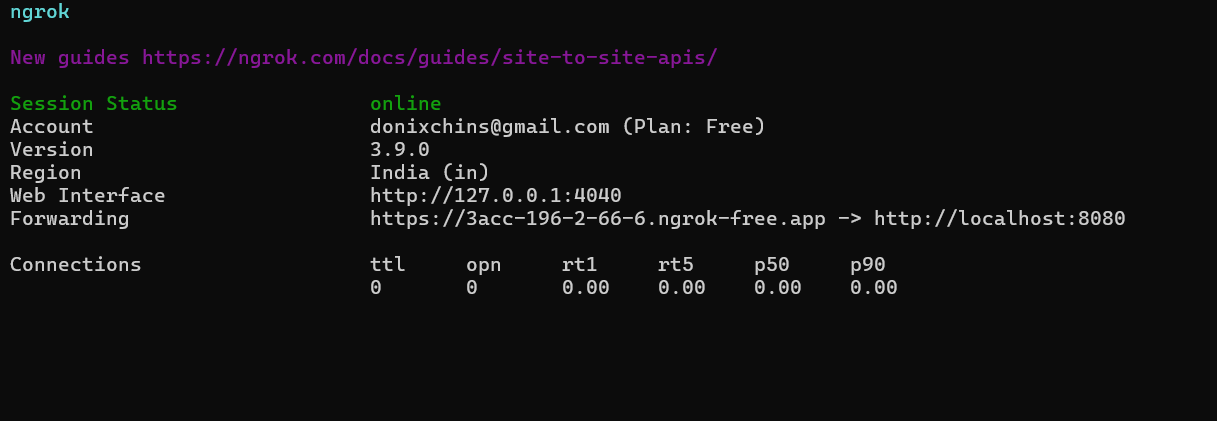 ngrok
New guides https://ngrok.com/docs/guides/site-to-site-apis/
Session Status online
Account donixchins@gmail.com (Plan: Free)
Version 3.9.0
Region India (in)
Web Interface http://127.0.0.1:4040
Forwarding https://3acc-196-2-66-6.ngrok-free.app -> http://localhost:8080
Connections ttl opn rt1 rt5 p50 p90
0 0 0.00 0.00 0.00 0.00